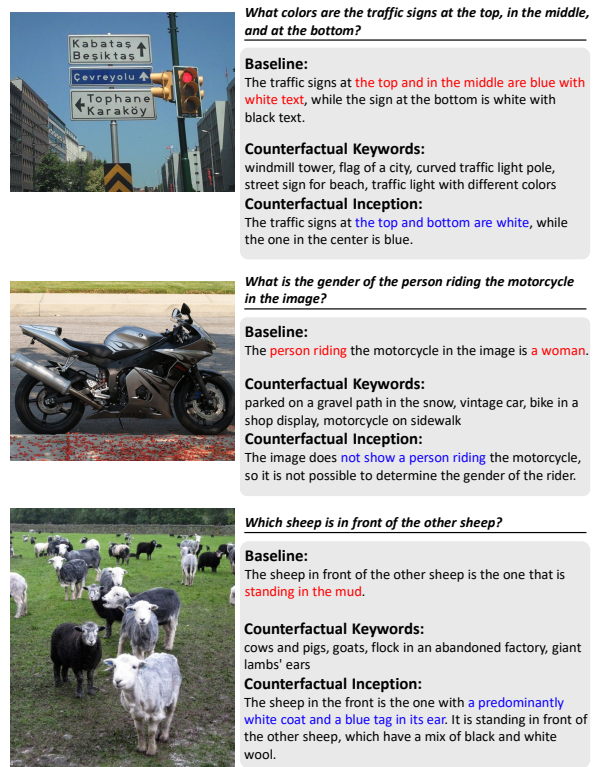 Kabataş
Beşiktaş
Çevreyolu
Tophane
Karaköy
What colors are the traffic signs at the top, in the middle,
and at the bottom?
Baseline:
The traffic signs at the top and in the middle are blue with
white text, while the sign at the bottom is white with
black text.
Counterfactual Keywords:
windmill tower, flag of a city, curved traffic light pole,
street sign for beach, traffic light with different colors
Counterfactual Inception:
The traffic signs at the top and bottom are white, while
the one in the center is blue.
What is the gender of the person riding the motorcycle
in the image?
Baseline:
The person riding the motorcycle in the image is a woman.
Counterfactual Keywords:
parked on a gravel path in the snow, vintage car, bike in a
shop display, motorcycle on sidewalk
Counterfactual Inception:
The image does not show a person riding the motorcycle,
so it is not possible to determine the gender of the rider.
Which sheep is in front of the other sheep?
Baseline:
The sheep in front of the other sheep is the one that is
standing in the mud.
Counterfactual Keywords:
cows and pigs, goats, flock in an abandoned factory, giant
lambs' ears
Counterfactual Inception:
The sheep in the front is the one with a predominantly
white coat and a blue tag in its ear. It is standing in front of
the other sheep, which have a mix of black and white
wool.